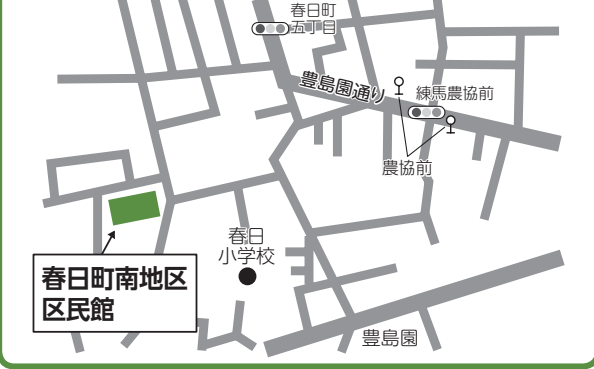 春日町
五丁目
豊島園通り
練馬農協前
農協前
春日
小学校
春日町南地区
区民館
豊島園